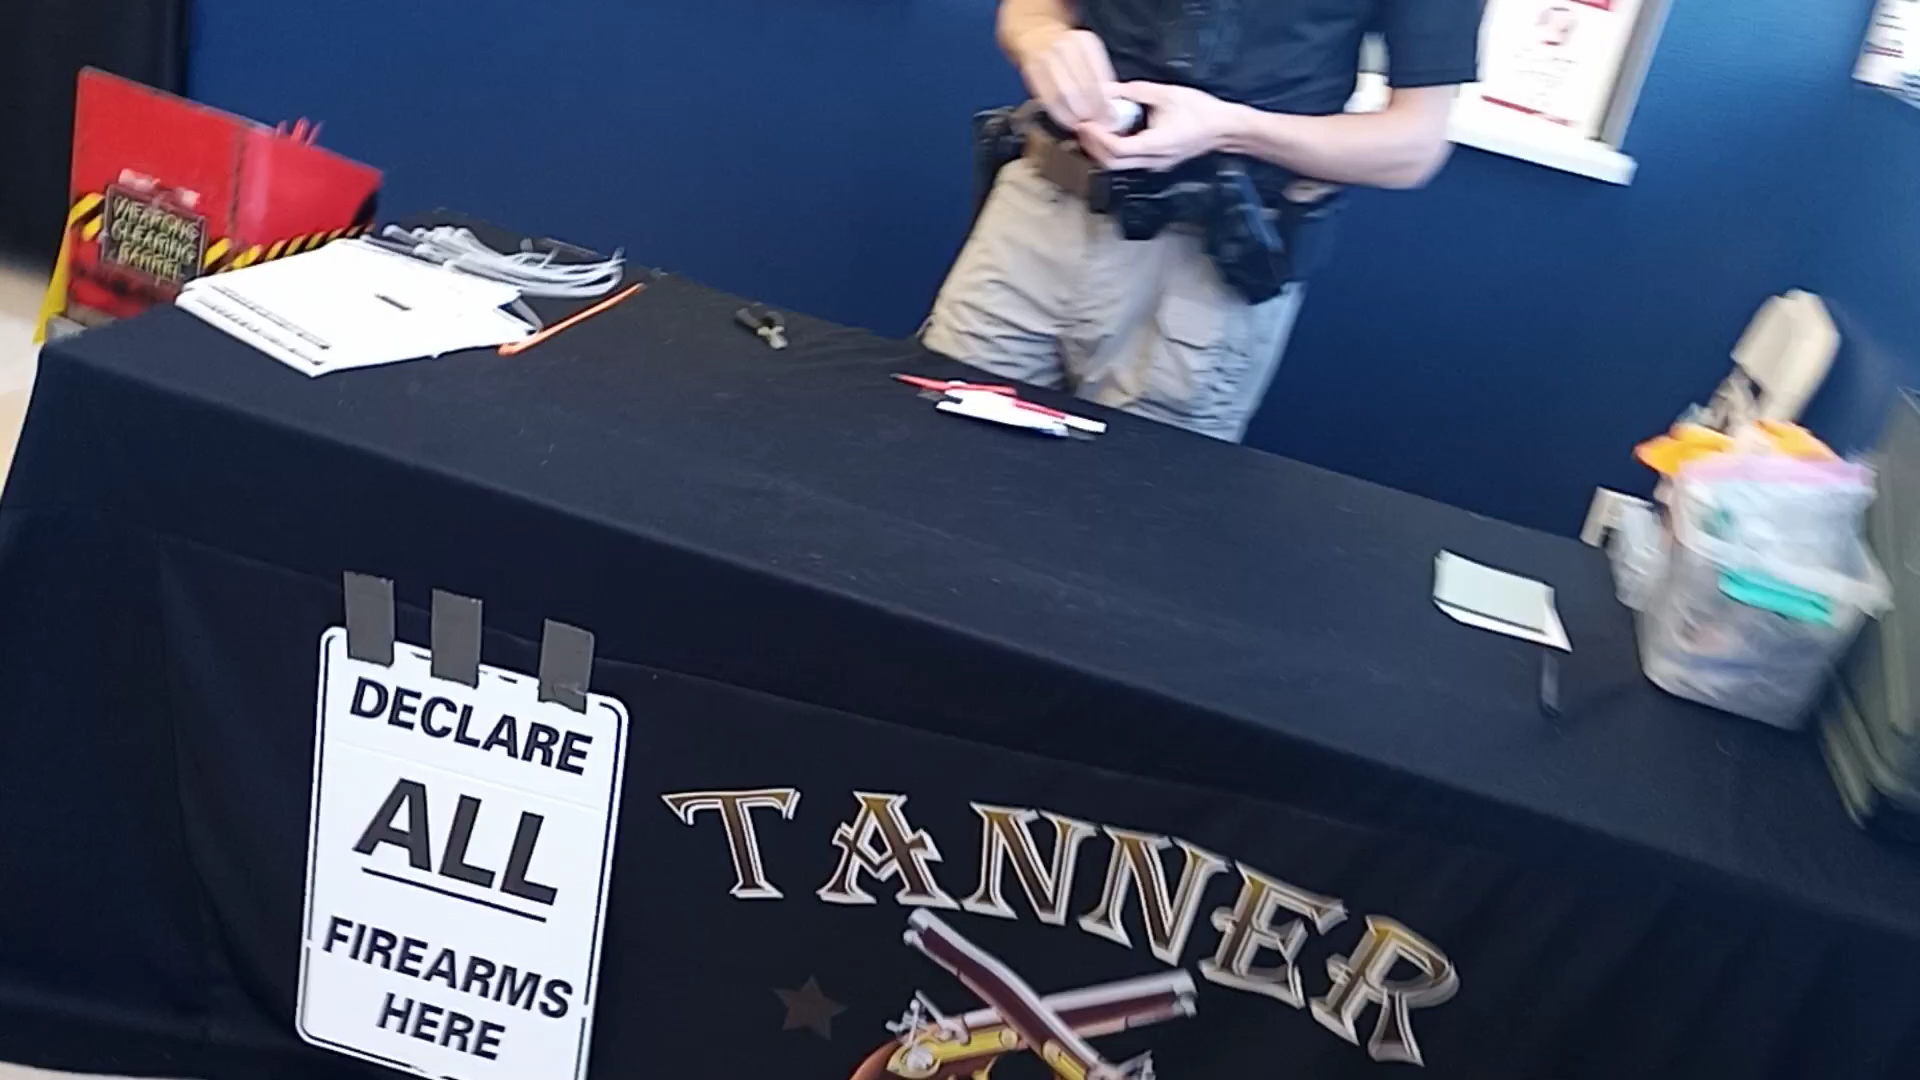 WEAPONS
CLEARING
BARREL
DECLARE
ALL
FIREARMS
HERE
TANNER